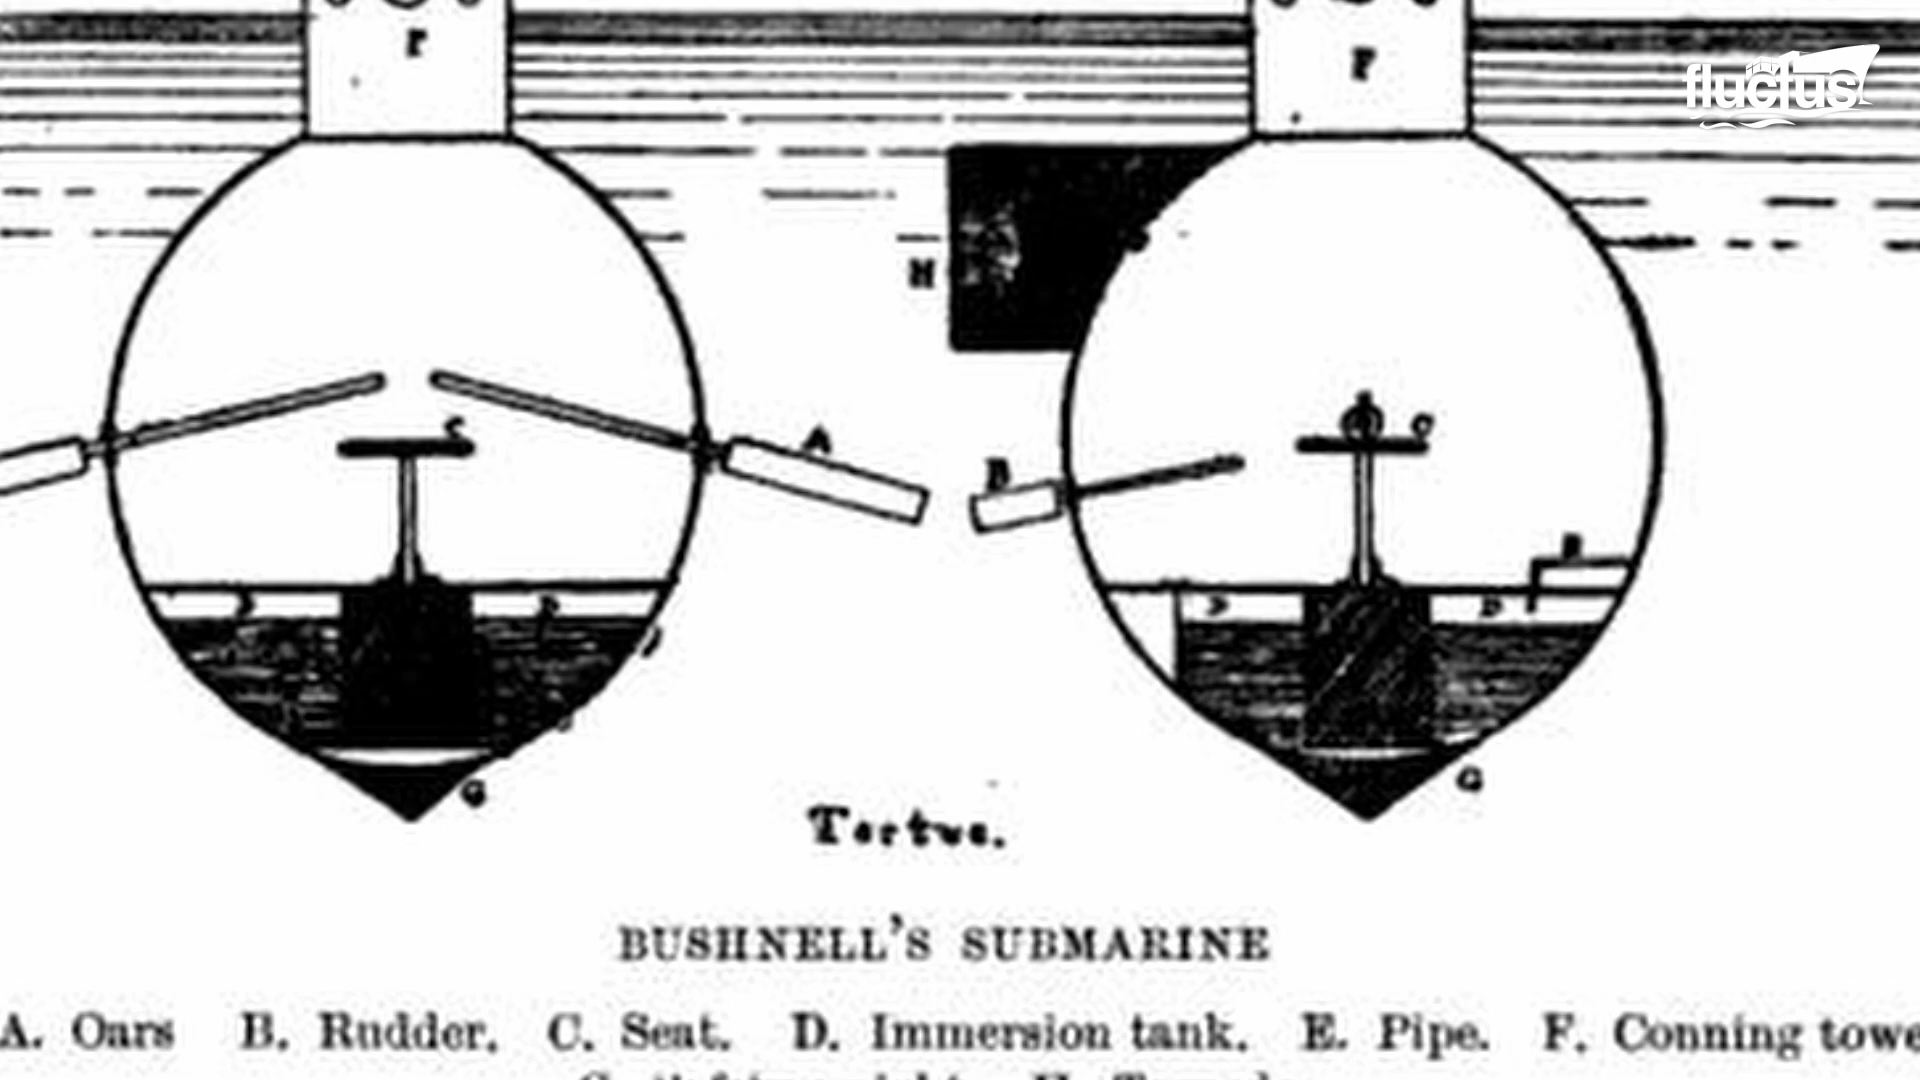 F
F
fluctus
H
C
A
C
B
E
D
D
D
D
G
G
Tortue.
BUSHNELL'S SUBMARINE
A. Oars B. Rudder. C. Seat. D. Immersion tank. E. Pipe. F. Conning towe